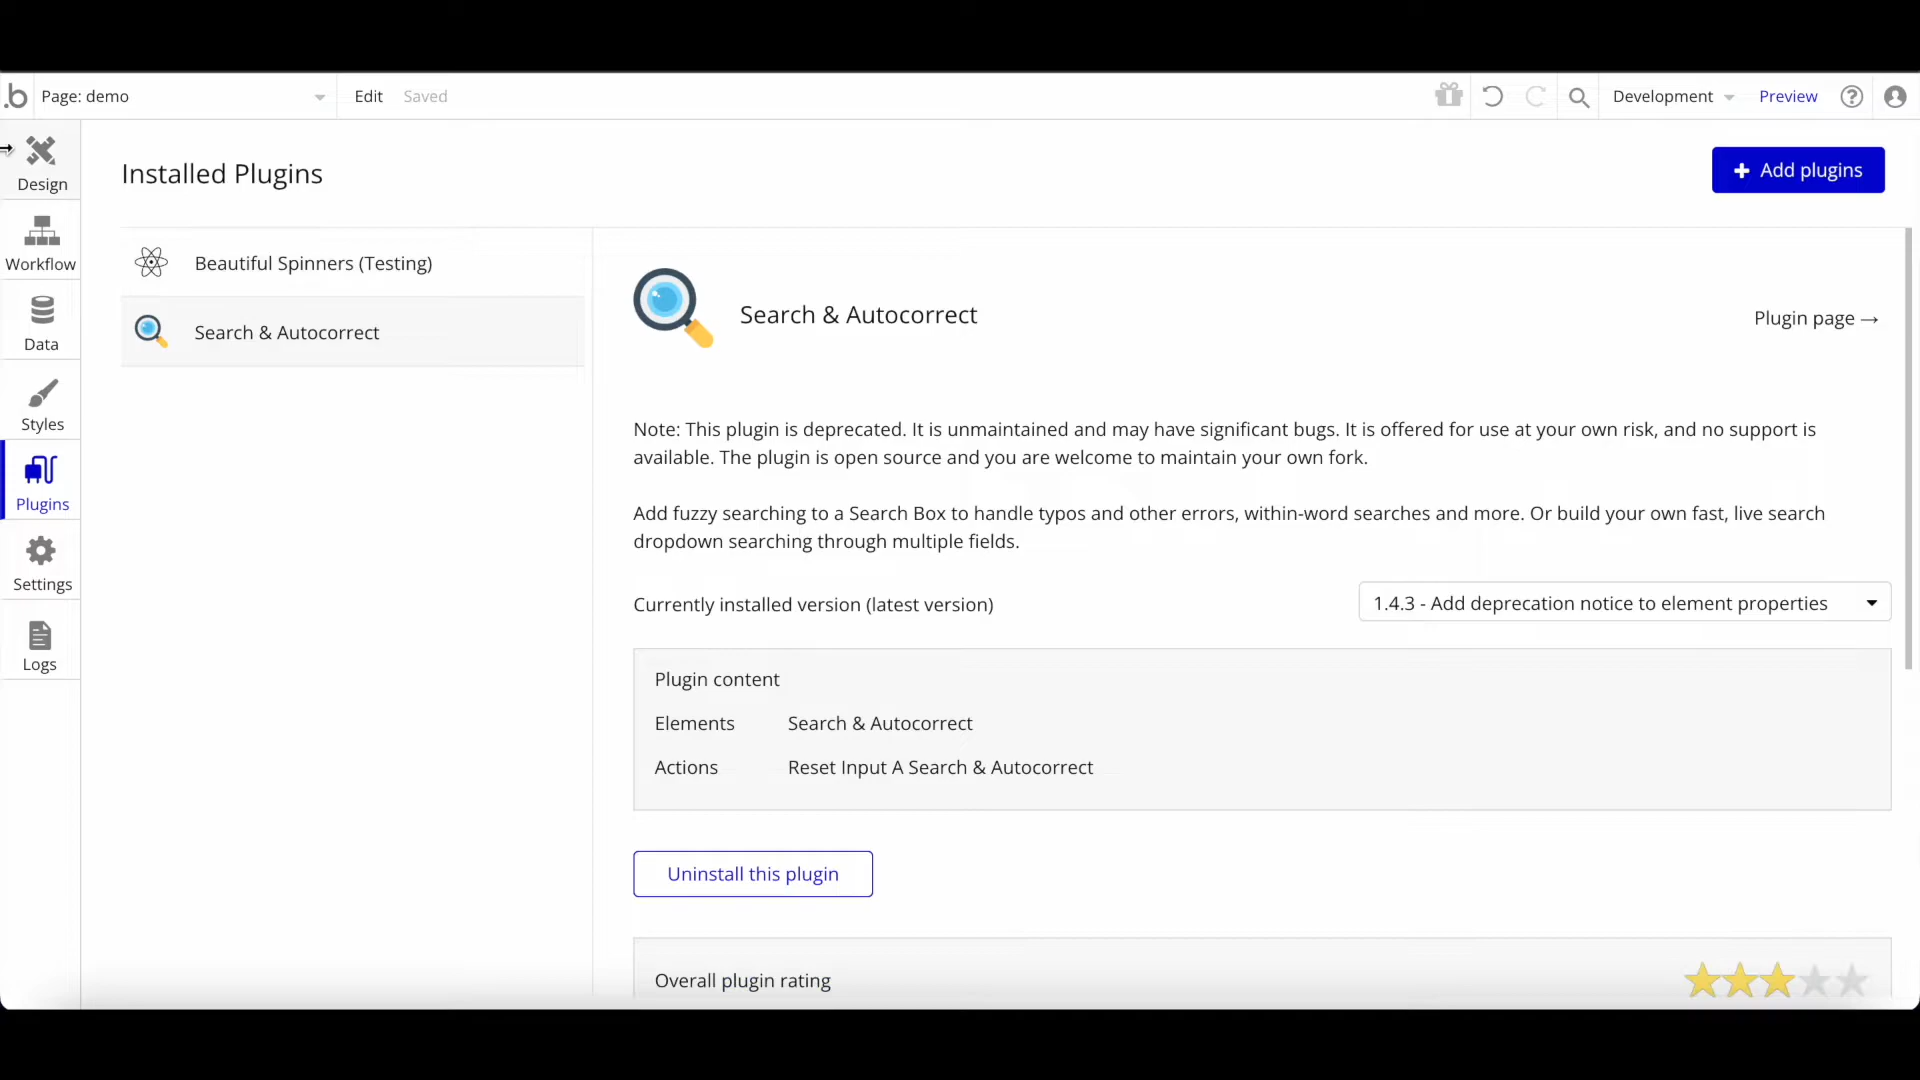 .b Page: demo Edit Saved Development Preview ?
Design
Workflow
Data
Styles
Plugins
Settings
Logs
Installed Plugins
+ Add plugins
Beautiful Spinners (Testing)
Search & Autocorrect
Search & Autocorrect
Plugin page →
Note: This plugin is deprecated. It is unmaintained and may have significant bugs. It is offered for use at your own risk, and no support is
available. The plugin is open source and you are welcome to maintain your own fork.
Add fuzzy searching to a Search Box to handle typos and other errors, within-word searches and more. Or build your own fast, live search
dropdown searching through multiple fields.
Currently installed version (latest version)
1.4.3 - Add deprecation notice to element properties
Plugin content
Elements Search & Autocorrect
Actions Reset Input A Search & Autocorrect
Uninstall this plugin
Overall plugin rating